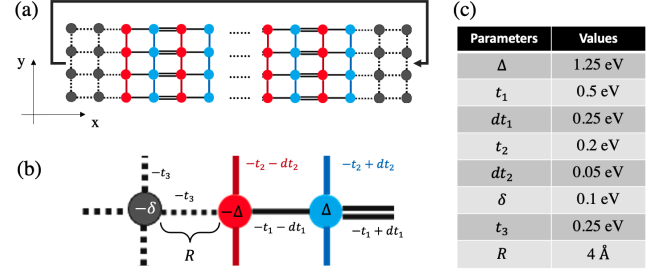 (a)
y
x
(b)
−t₃
−t₃
−δ
R
−t₂ − dt₂
−Δ
−t₁ − dt₁
−t₂ + dt₂
Δ
−t₁ + dt₁
(c)
Parameters Values
Δ 1.25 eV
t₁ 0.5 eV
dt₁ 0.25 eV
t₂ 0.2 eV
dt₂ 0.05 eV
δ 0.1 eV
t₃ 0.25 eV
R 4 Å